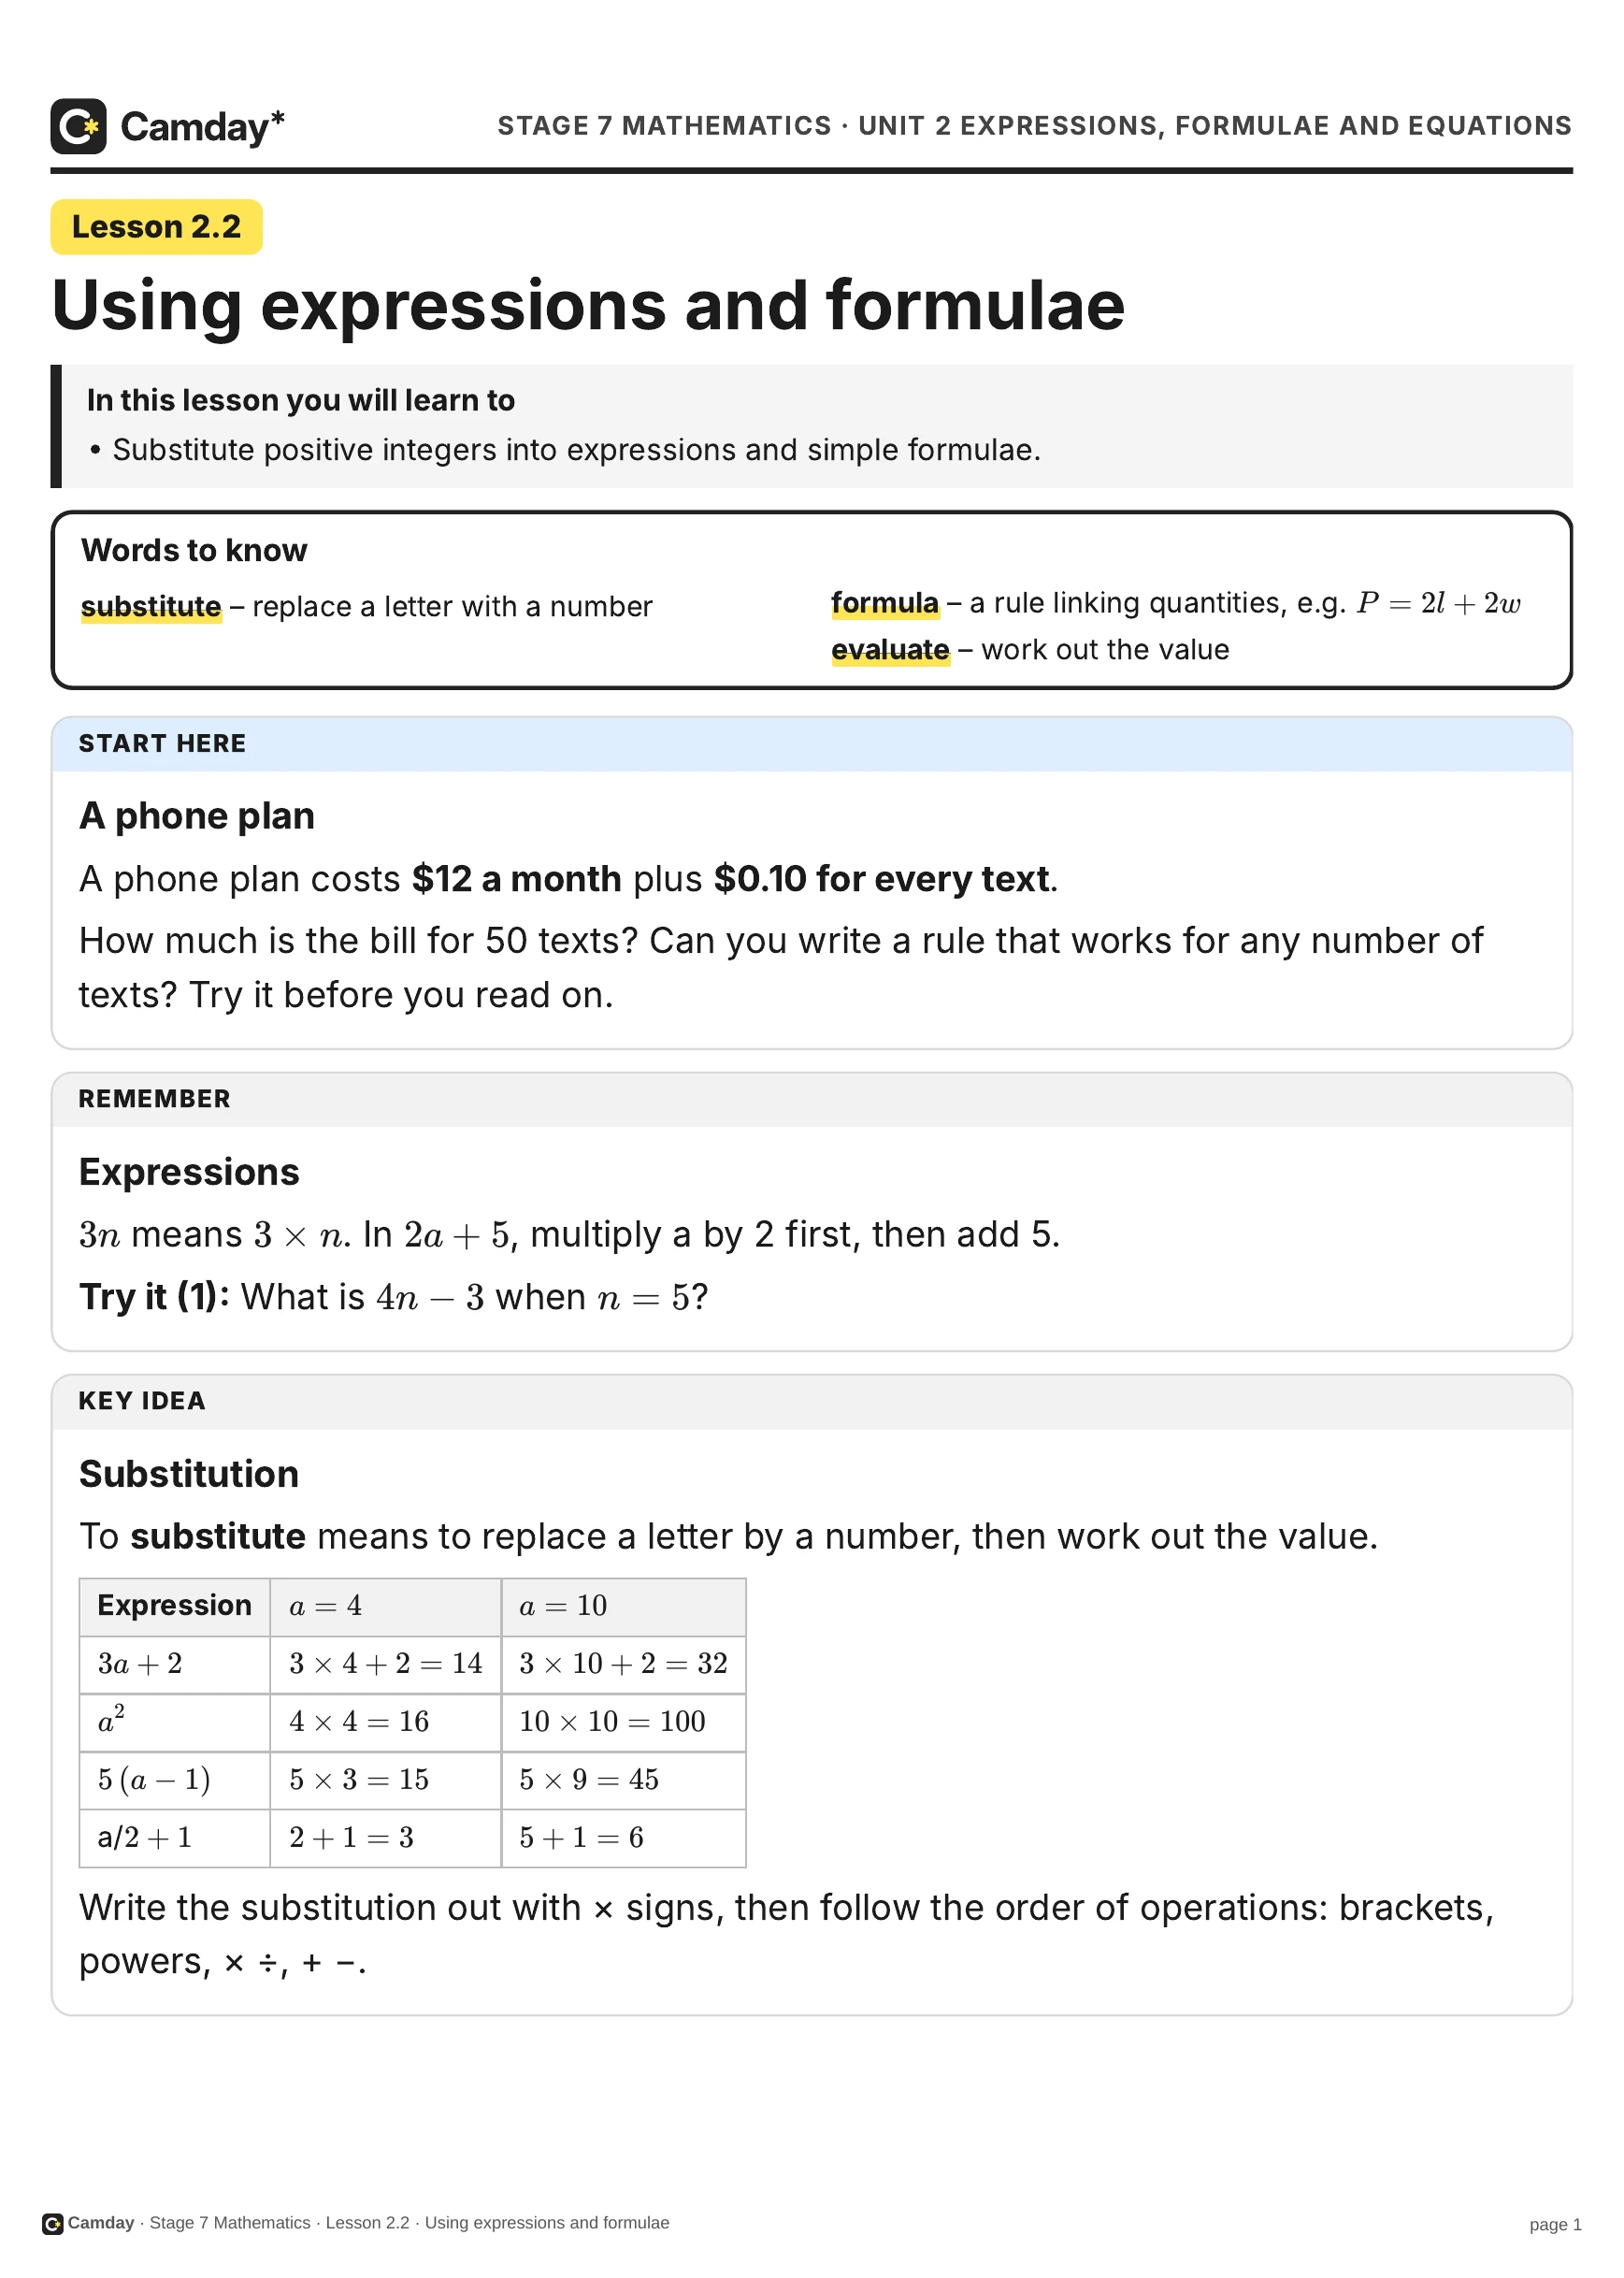 Camday*
STAGE 7 MATHEMATICS · UNIT 2 EXPRESSIONS, FORMULAE AND EQUATIONS
Lesson 2.2
Using expressions and formulae
In this lesson you will learn to
• Substitute positive integers into expressions and simple formulae.
Words to know
substitute – replace a letter with a number
formula – a rule linking quantities, e.g. P = 2l + 2w
evaluate – work out the value
START HERE
A phone plan
A phone plan costs $12 a month plus $0.10 for every text.
How much is the bill for 50 texts? Can you write a rule that works for any number of
texts? Try it before you read on.
REMEMBER
Expressions
3n means 3 × n. In 2a + 5, multiply a by 2 first, then add 5.
Try it (1): What is 4n − 3 when n = 5?
KEY IDEA
Substitution
To substitute means to replace a letter by a number, then work out the value.
Expression a = 4 a = 10
3a + 2 3 × 4 + 2 = 14 3 × 10 + 2 = 32
a² 4 × 4 = 16 10 × 10 = 100
5 (a − 1) 5 × 3 = 15 5 × 9 = 45
a/2 + 1 2 + 1 = 3 5 + 1 = 6
Write the substitution out with × signs, then follow the order of operations: brackets,
powers, × ÷, + −.
Camday · Stage 7 Mathematics · Lesson 2.2 · Using expressions and formulae
page 1